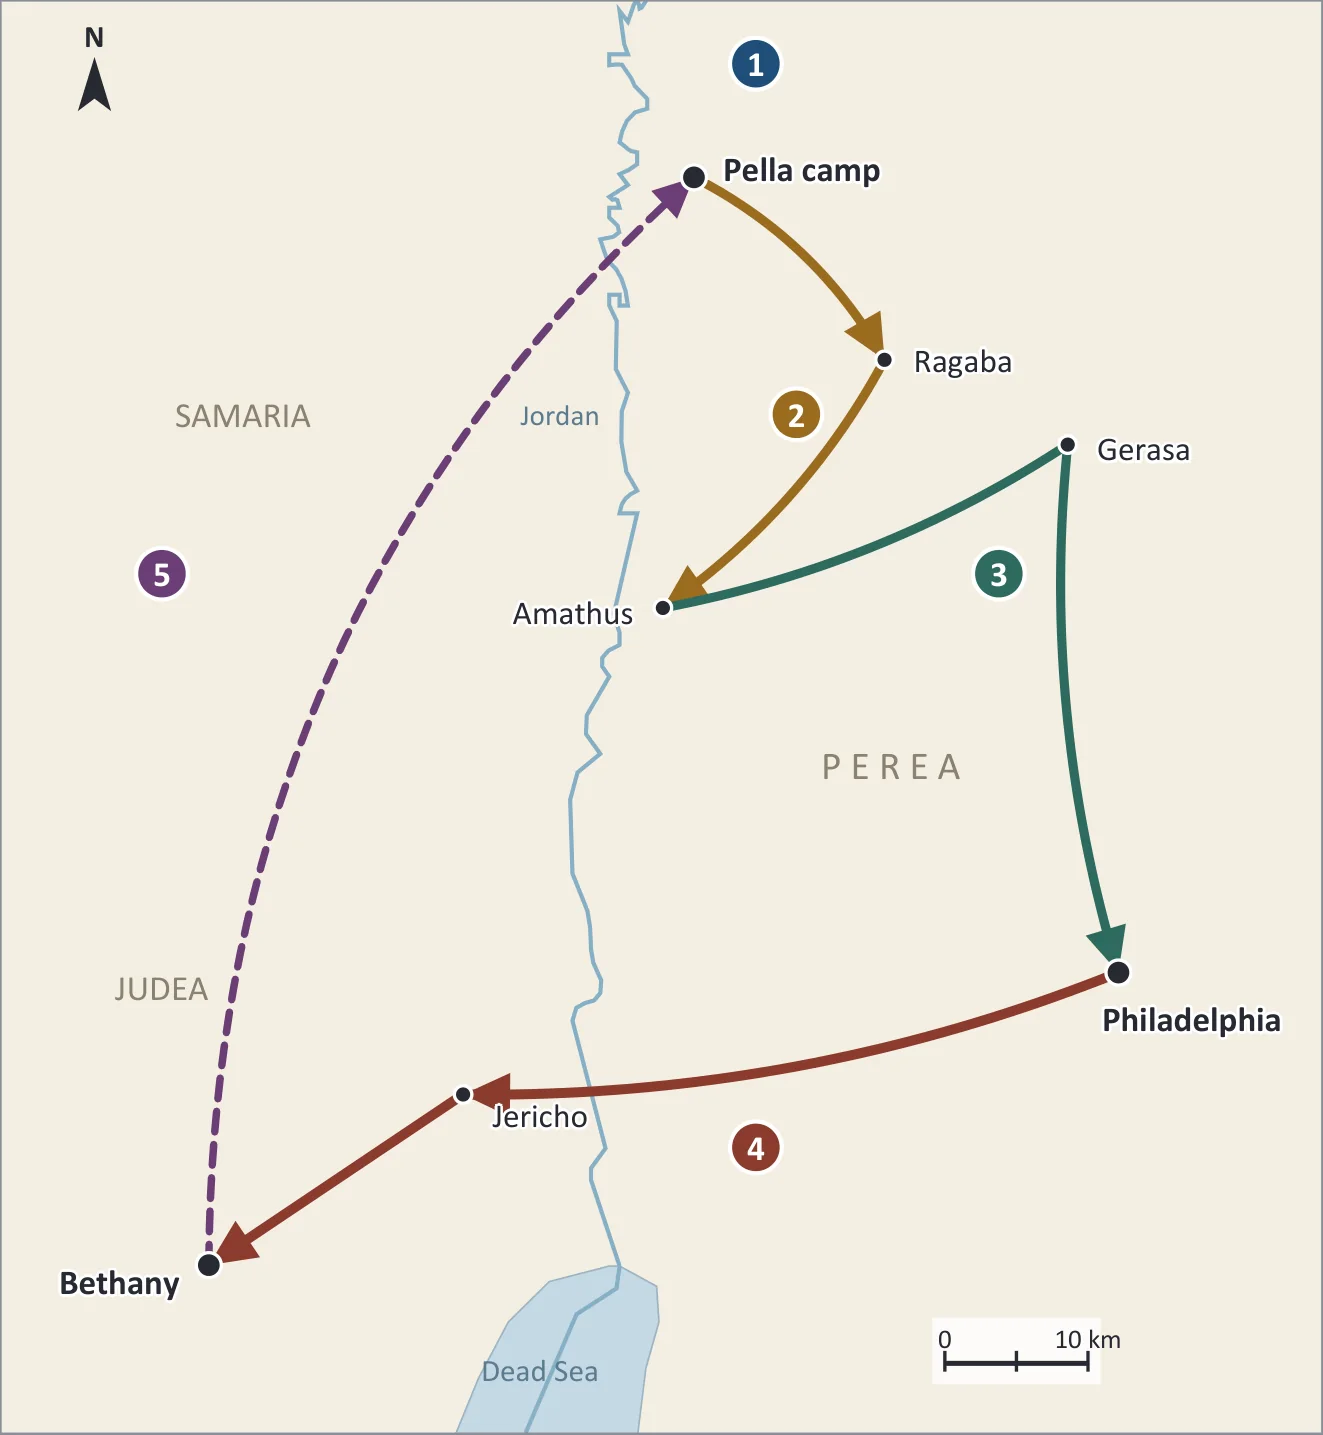 N
1
Pella camp
Ragaba
2
SAMARIA
Jordan
Gerasa
5
3
Amathus
PEREA
JUDEA
Philadelphia
Jericho
4
Bethany
0 10 km
Dead Sea